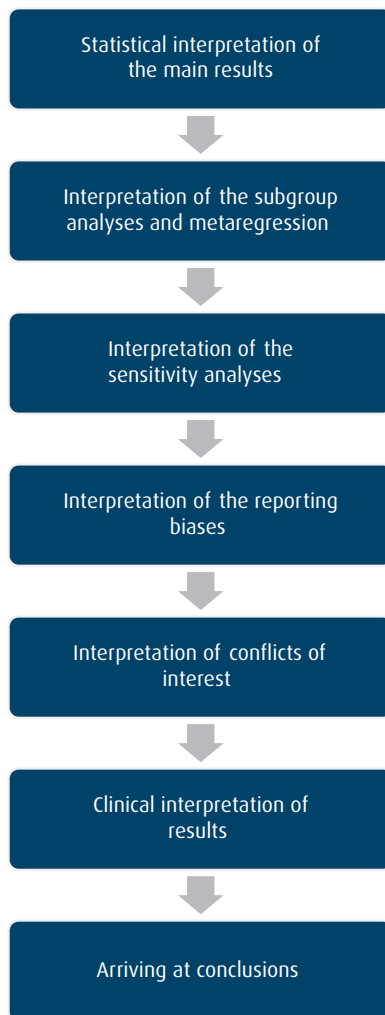 Statistical interpretation of
the main results
Interpretation of the subgroup
analyses and metaregression
Interpretation of the
sensitivity analyses
Interpretation of the reporting
biases
Interpretation of conflicts of
interest
Clinical interpretation of
results
Arriving at conclusions